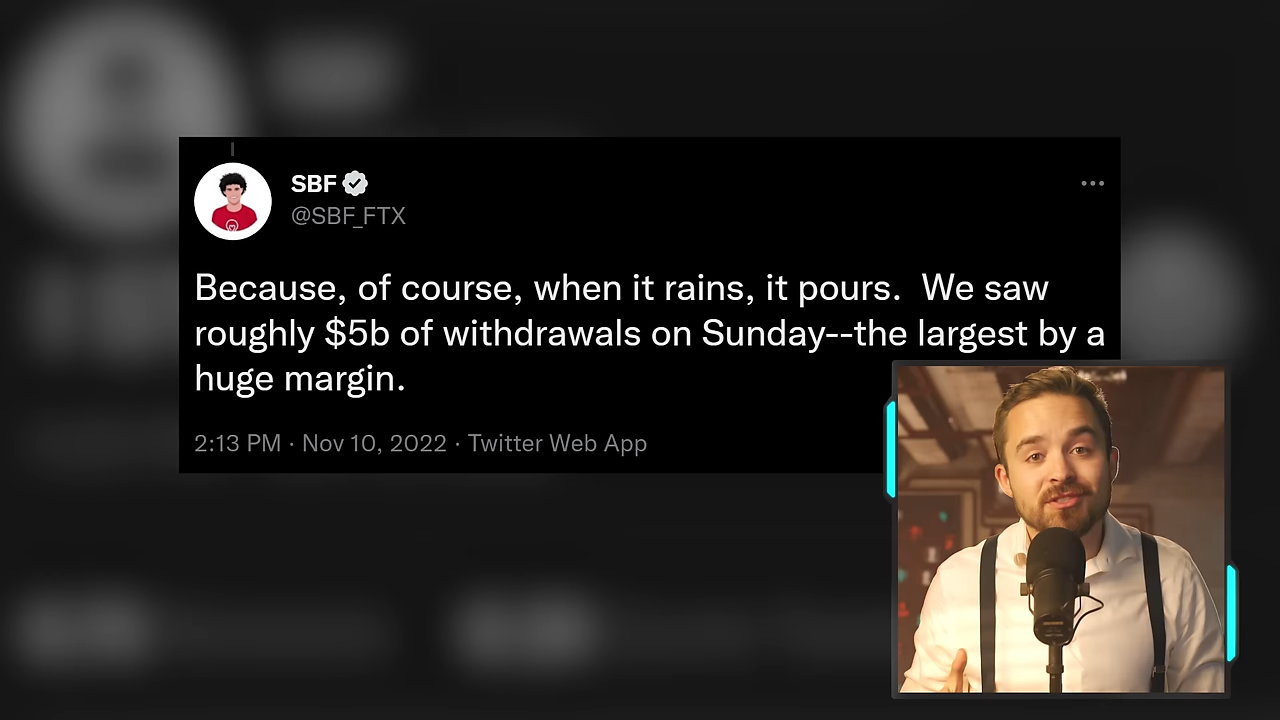 SBF
@SBF_FTX
Because, of course, when it rains, it pours.  We saw
roughly $5b of withdrawals on Sunday--the largest by a
huge margin.
2:13 PM · Nov 10, 2022 · Twitter Web App